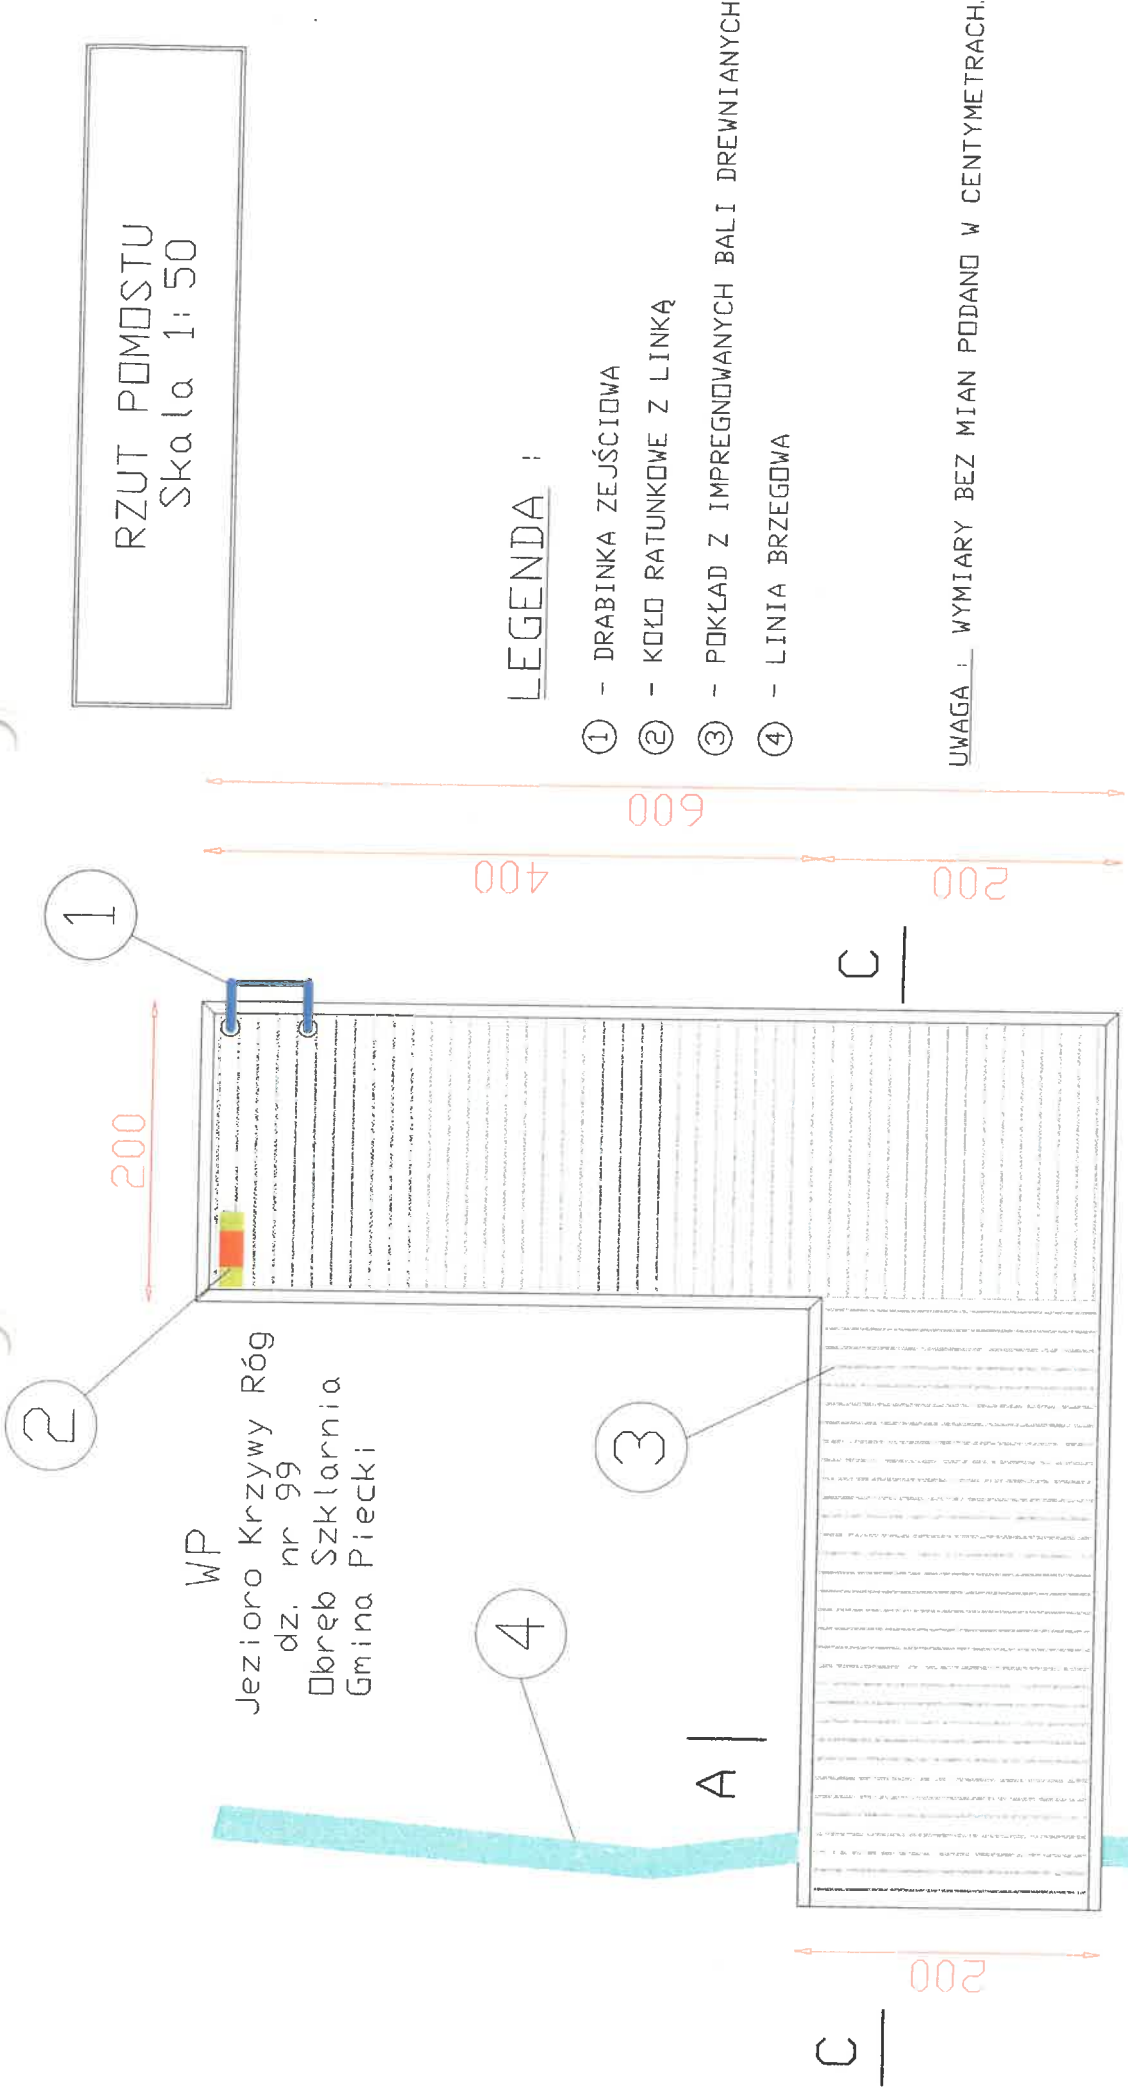 RZUT POMOSTU
Skala 1:50
LEGENDA :
1 - DRABINKA ZEJŚCIOWA
2 - KOŁO RATUNKOWE Z LINKĄ
3 - POKŁAD Z IMPREGNOWANYCH BALI DREWNIANYCH
4 - LINIA BRZEGOWA
UWAGA : WYMIARY BEZ MIAN PODANO W CENTYMETRACH.
600
400
200
1
C
200
2
WP
Jezioro Krzywy Róg
dz. nr 99
Obręb Szklarnia
Gmina Piecki
3
4
A
200
C